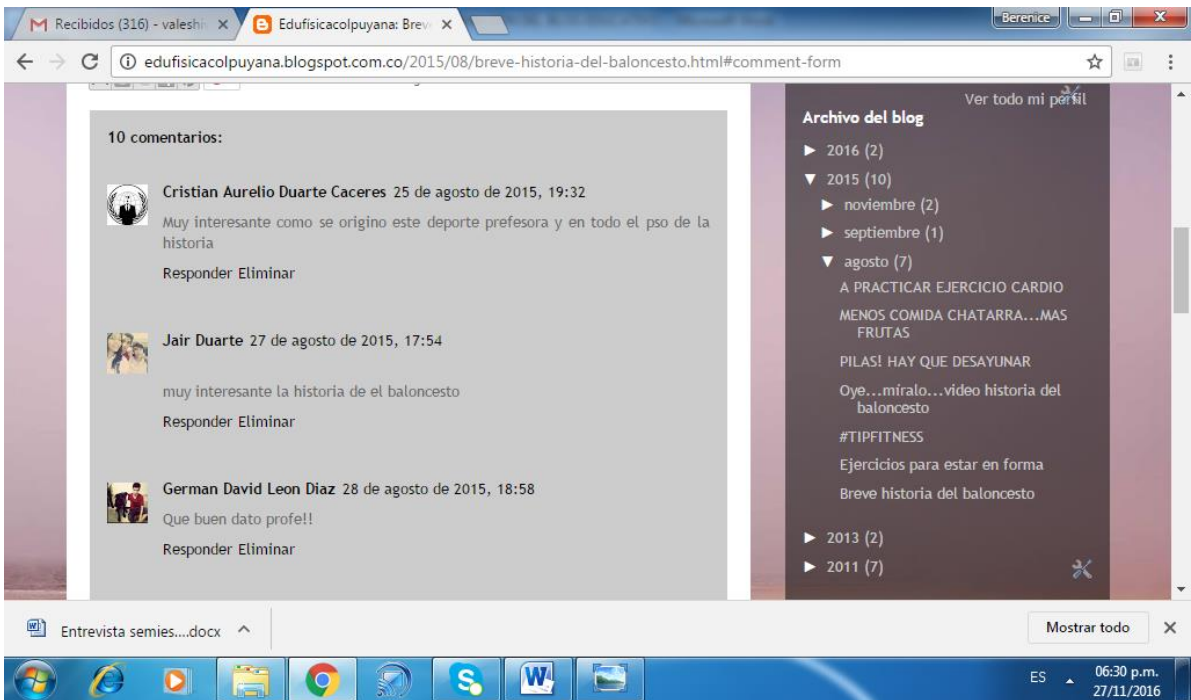 Recibidos (316) - valeshi
Edufisicacolpuyana: Brev
Berenice
edufisicacolpuyana.blogspot.com.co/2015/08/breve-historia-del-baloncesto.html#comment-form
10 comentarios:
Cristian Aurelio Duarte Caceres 25 de agosto de 2015, 19:32
Muy interesante como se origino este deporte prefesora y en todo el pso de la
historia
Responder Eliminar
Jair Duarte 27 de agosto de 2015, 17:54
muy interesante la historia de el baloncesto
Responder Eliminar
German David Leon Diaz 28 de agosto de 2015, 18:58
Que buen dato profe!!
Responder Eliminar
Ver todo mi perfil
Archivo del blog
► 2016 (2)
▼ 2015 (10)
► noviembre (2)
► septiembre (1)
▼ agosto (7)
A PRACTICAR EJERCICIO CARDIO
MENOS COMIDA CHATARRA...MAS
FRUTAS
PILAS! HAY QUE DESAYUNAR
Oye...míralo...video historia del
baloncesto
#TIPFITNESS
Ejercicios para estar en forma
Breve historia del baloncesto
► 2013 (2)
► 2011 (7)
Entrevista semies....docx
Mostrar todo
ES
06:30 p.m.
27/11/2016